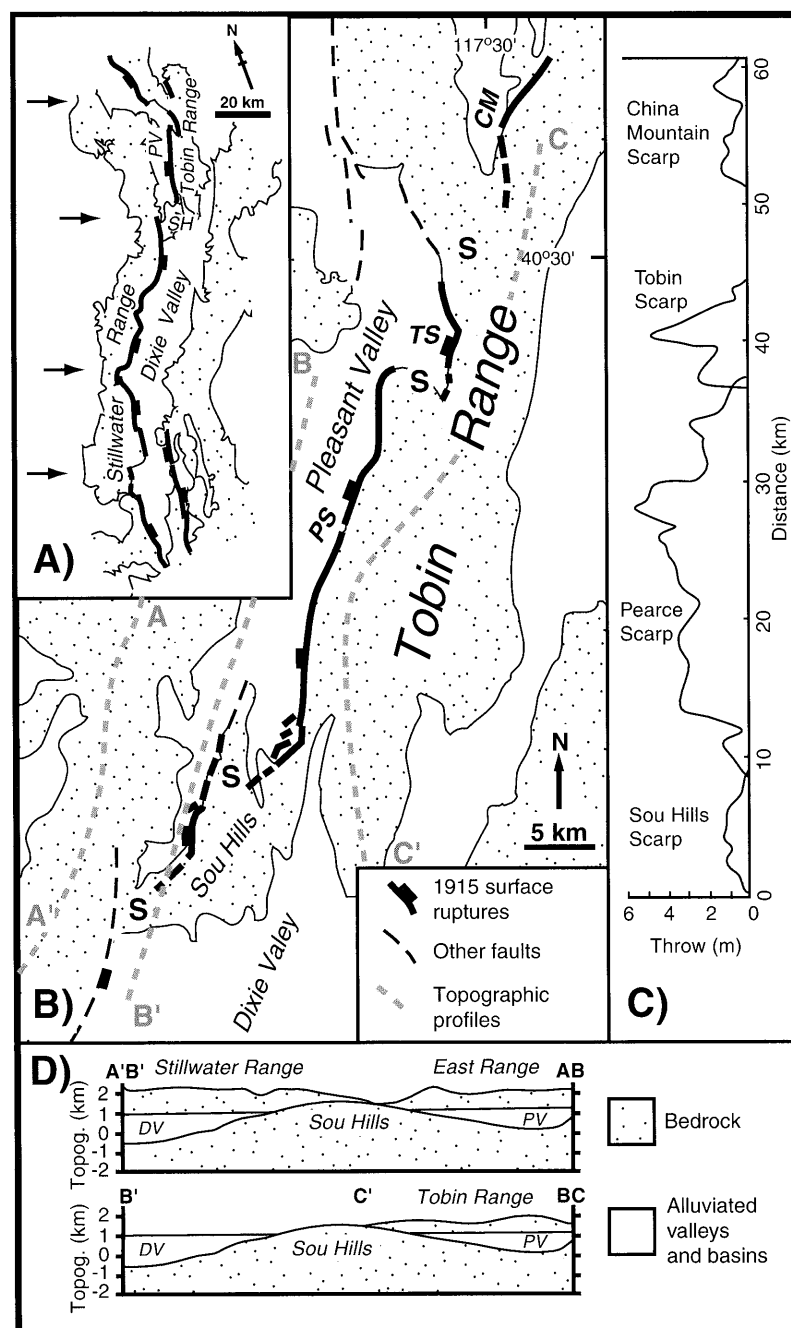 A)
N
20 km
PV
Tobin Range
SH
Stillwater Range
Dixie Valley
B)
117°30'
CM
C
S
40°30'
TS
S
B
Pleasant Valley
PS
Tobin Range
A
S
Sou Hills
N
5 km
C'
A'
S
B'
Dixie Valey
1915 surface
ruptures
Other faults
Topographic
profiles
C)
China
Mountain
Scarp
Tobin
Scarp
Pearce
Scarp
Sou Hills
Scarp
60
50
40
30
20
10
0
Distance (km)
6 4 2 0
Throw (m)
D)
A'B' Stillwater Range East Range AB
Topog. (km)
2
1
0
-1
-2
DV Sou Hills PV
B' C' Tobin Range BC
Topog. (km)
2
1
0
-1
-2
DV Sou Hills PV
Bedrock
Alluviated
valleys
and basins